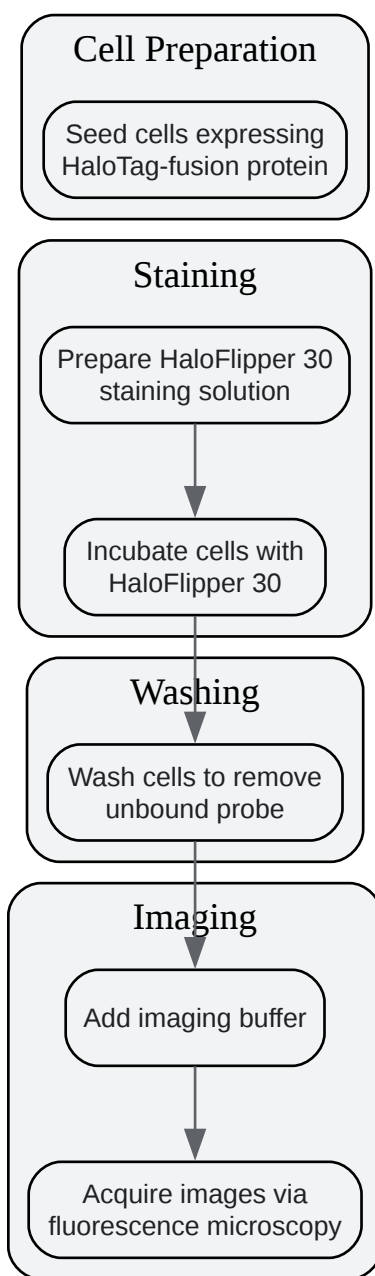 Cell Preparation
Seed cells expressing
HaloTag-fusion protein
Staining
Prepare HaloFlipper 30
staining solution
Incubate cells with
HaloFlipper 30
Washing
Wash cells to remove
unbound probe
Imaging
Add imaging buffer
Acquire images via
fluorescence microscopy